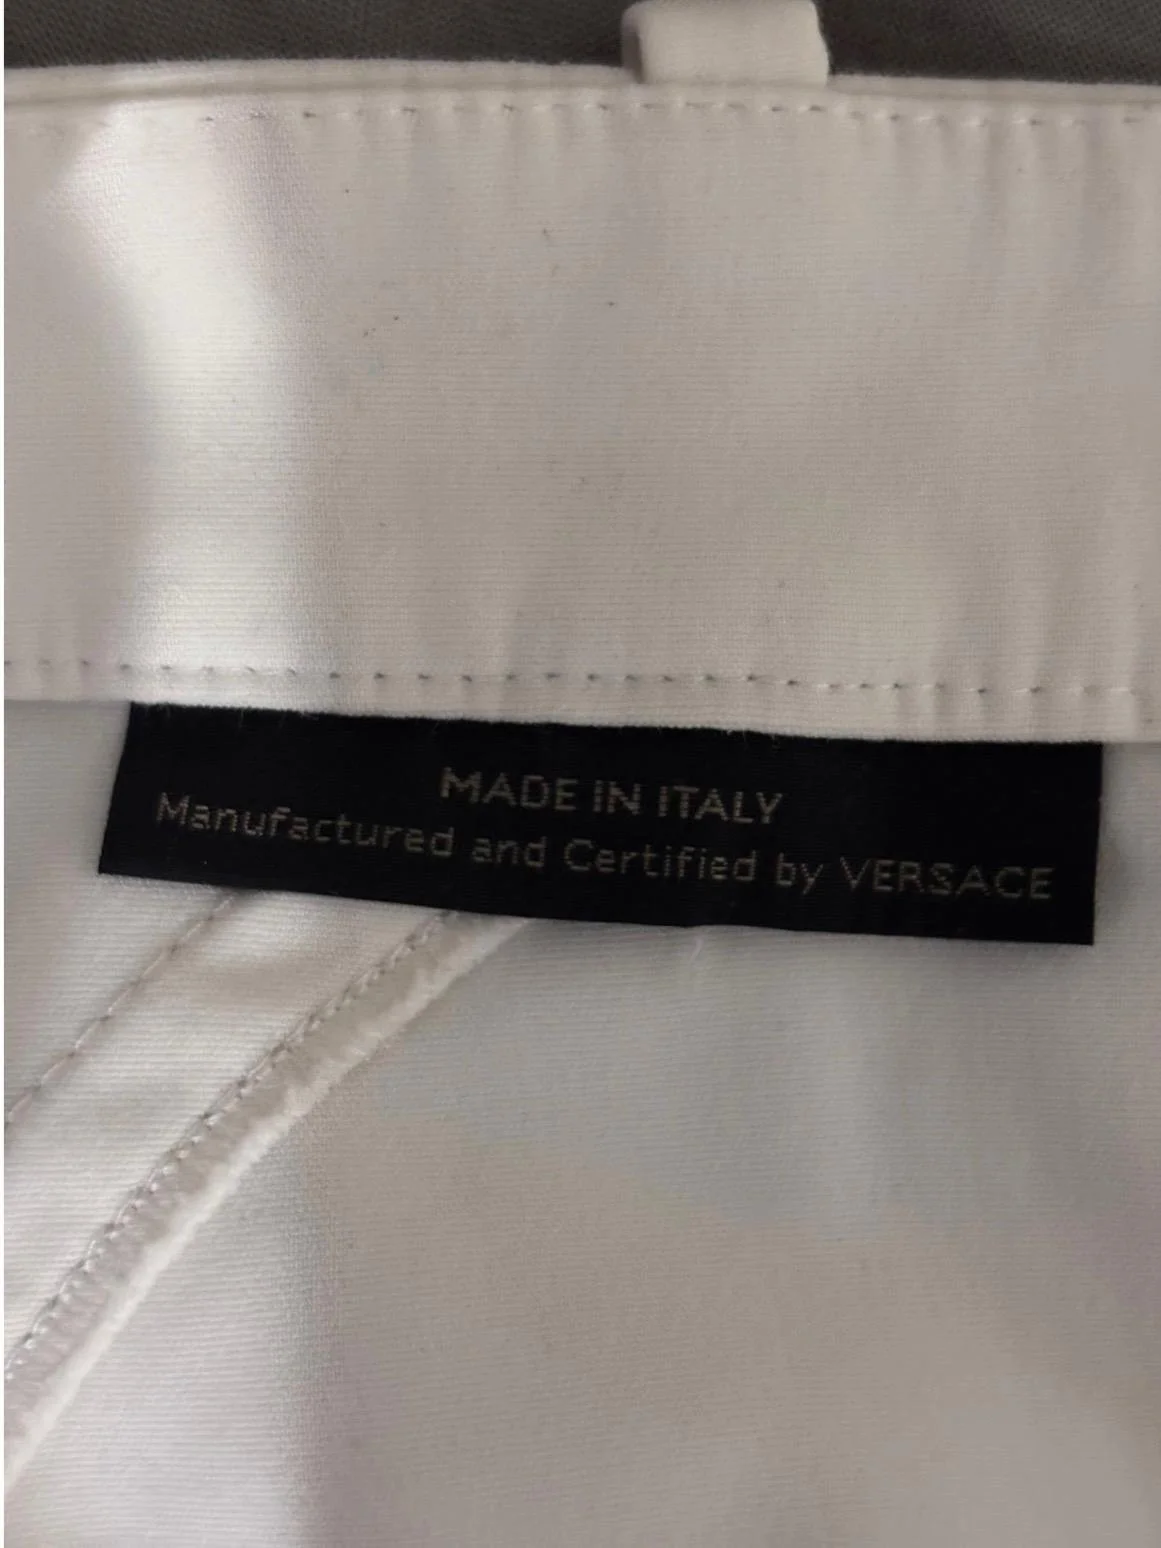 MADE IN ITALY
Manufactured and Certified by VERSACE